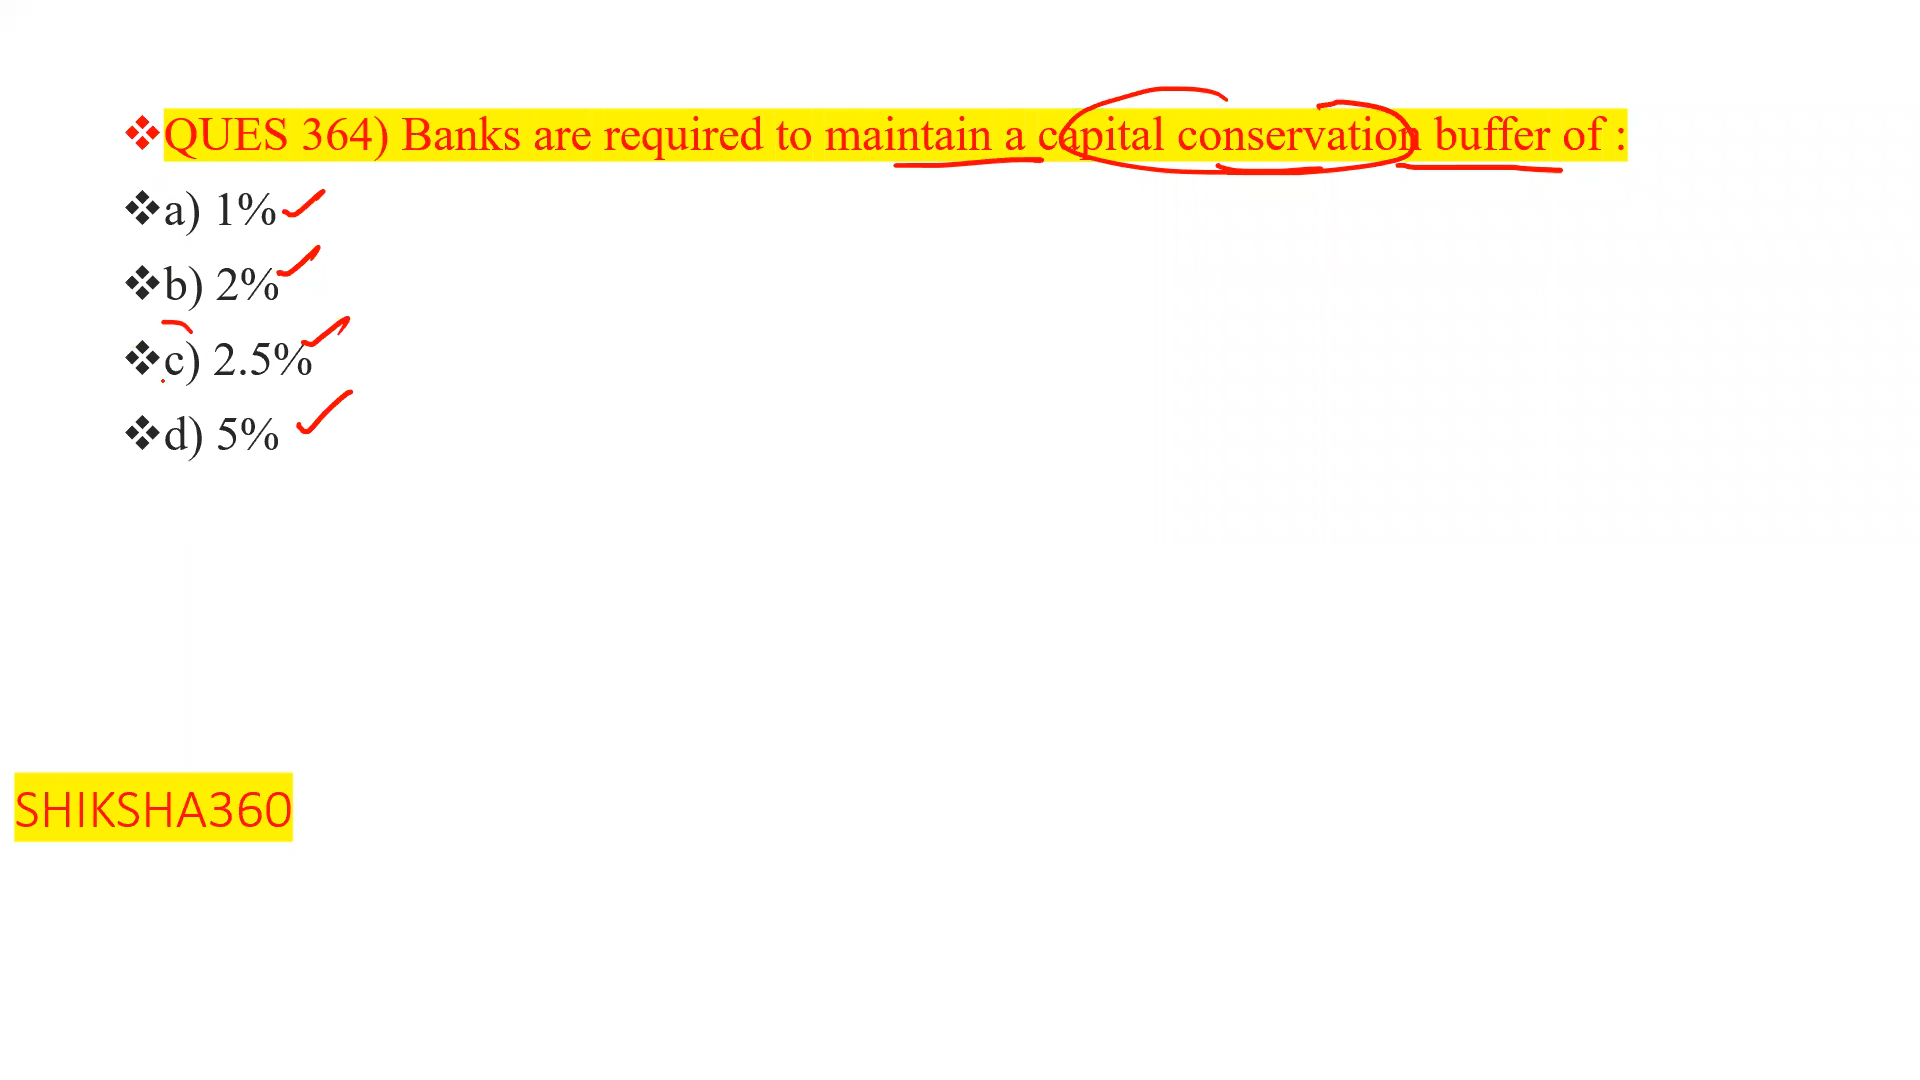 ❖QUES 364) Banks are required to maintain a capital conservation buffer of :
❖a) 1%
❖b) 2%
❖c) 2.5%
❖d) 5%
SHIKSHA360